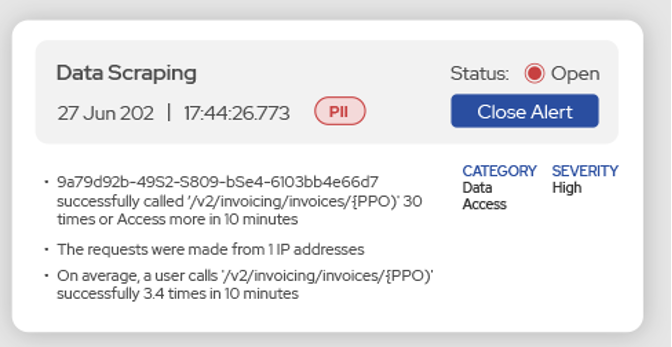 Data Scraping
Status: Open
27 Jun 202 | 17:44:26.773 PII
Close Alert
CATEGORY SEVERITY
Data High
Access
• 9a79d92b-49S2-S809-bSe4-6103bb4e66d7
successfully called '/v2/invoicing/invoices/{PPO)' 30
times or Access more in 10 minutes
• The requests were made from 1 IP addresses
• On average, a user calls '/v2/invoicing/invoices/{PPO)'
successfully 3.4 times in 10 minutes